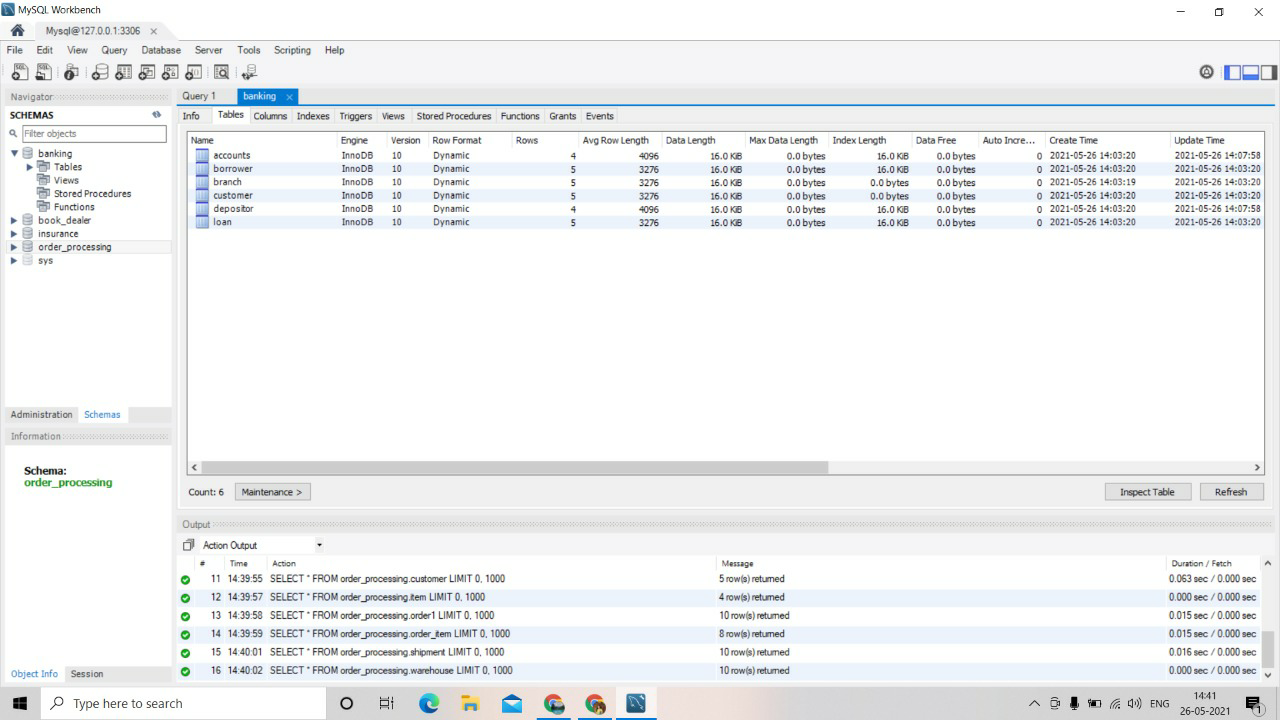 MySQL Workbench
Mysql@127.0.0.1:3306
File Edit View Query Database Server Tools Scripting Help
Navigator
SCHEMAS
Filter objects
banking
Tables
Views
Stored Procedures
Functions
book_dealer
insurance
order_processing
sys
Administration Schemas
Information
Schema:
order_processing
Object Info Session
Query 1 banking
Info Tables Columns Indexes Triggers Views Stored Procedures Functions Grants Events
Name Engine Version Row Format Rows Avg Row Length Data Length Max Data Length Index Length Data Free Auto Incre... Create Time Update Time
accounts InnoDB 10 Dynamic 4 4096 16.0 KiB 0.0 bytes 16.0 KiB 0.0 bytes 0 2021-05-26 14:03:20 2021-05-26 14:07:58
borrower InnoDB 10 Dynamic 5 3276 16.0 KiB 0.0 bytes 16.0 KiB 0.0 bytes 0 2021-05-26 14:03:20 2021-05-26 14:03:20
branch InnoDB 10 Dynamic 5 3276 16.0 KiB 0.0 bytes 0.0 bytes 0.0 bytes 0 2021-05-26 14:03:19 2021-05-26 14:03:20
customer InnoDB 10 Dynamic 5 3276 16.0 KiB 0.0 bytes 0.0 bytes 0.0 bytes 0 2021-05-26 14:03:20 2021-05-26 14:03:20
depositor InnoDB 10 Dynamic 4 4096 16.0 KiB 0.0 bytes 16.0 KiB 0.0 bytes 0 2021-05-26 14:03:20 2021-05-26 14:07:58
loan InnoDB 10 Dynamic 5 3276 16.0 KiB 0.0 bytes 16.0 KiB 0.0 bytes 0 2021-05-26 14:03:20 2021-05-26 14:03:20
Count: 6 Maintenance > Inspect Table Refresh
Output
Action Output
# Time Action Message Duration / Fetch
11 14:39:55 SELECT * FROM order_processing.customer LIMIT 0, 1000 5 row(s) returned 0.063 sec / 0.000 sec
12 14:39:57 SELECT * FROM order_processing.item LIMIT 0, 1000 4 row(s) returned 0.000 sec / 0.000 sec
13 14:39:58 SELECT * FROM order_processing.order1 LIMIT 0, 1000 10 row(s) returned 0.015 sec / 0.000 sec
14 14:39:59 SELECT * FROM order_processing.order_item LIMIT 0, 1000 8 row(s) returned 0.015 sec / 0.000 sec
15 14:40:01 SELECT * FROM order_processing.shipment LIMIT 0, 1000 10 row(s) returned 0.016 sec / 0.000 sec
16 14:40:02 SELECT * FROM order_processing.warehouse LIMIT 0, 1000 10 row(s) returned 0.000 sec / 0.000 sec
Type here to search
ENG
14:41
26-05-2021
1